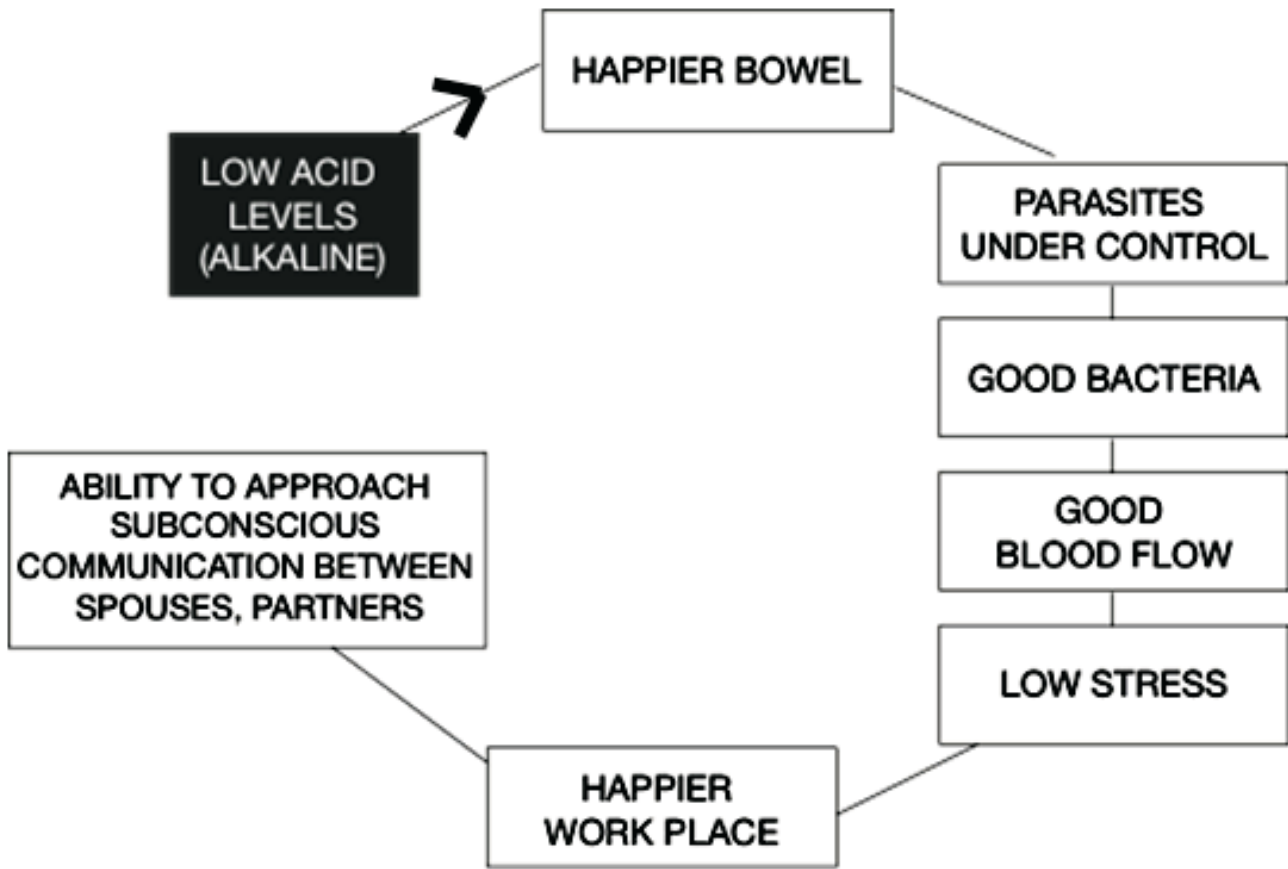 LOW ACID
LEVELS
(ALKALINE)
HAPPIER BOWEL
PARASITES
UNDER CONTROL
GOOD BACTERIA
GOOD
BLOOD FLOW
LOW STRESS
HAPPIER
WORK PLACE
ABILITY TO APPROACH
SUBCONSCIOUS
COMMUNICATION BETWEEN
SPOUSES, PARTNERS